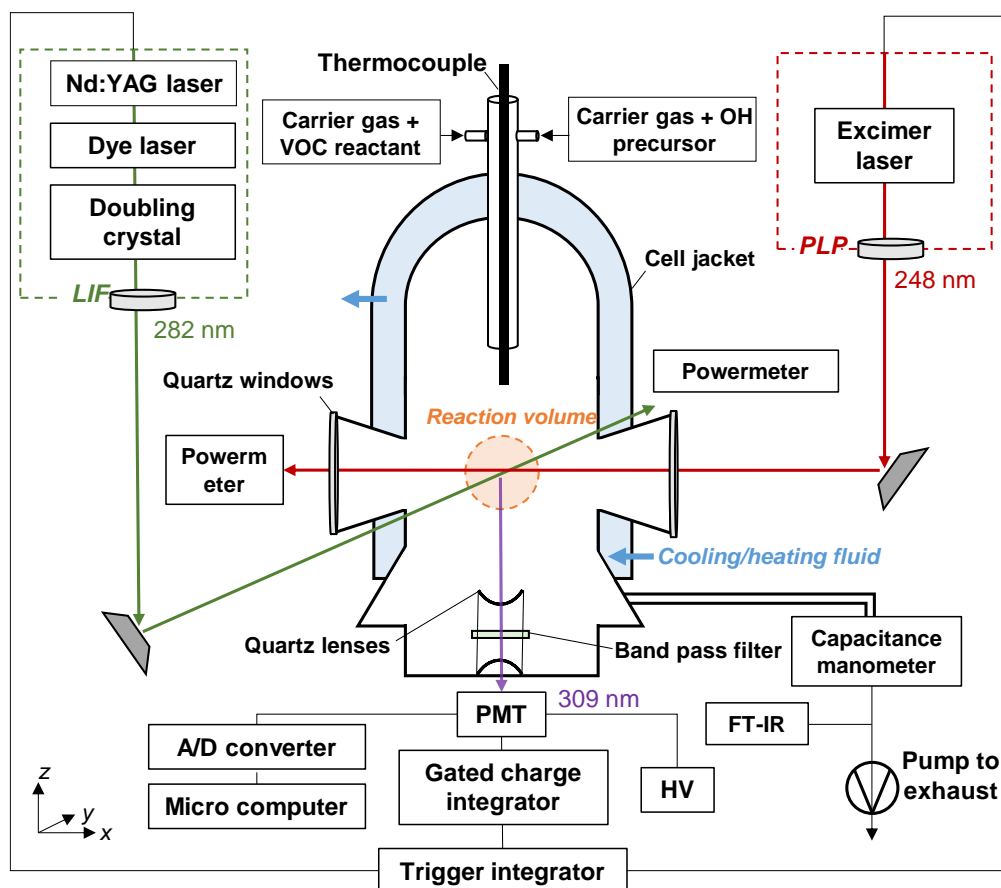 Nd:YAG laser
Dye laser
Doubling
crystal
LIF
282 nm
Thermocouple
Carrier gas +
VOC reactant
Carrier gas + OH
precursor
Excimer
laser
PLP
248 nm
Cell jacket
Quartz windows
Powermeter
Reaction volume
Powerm
eter
Cooling/heating fluid
Quartz lenses
Band pass filter
Capacitance
manometer
309 nm
PMT
FT-IR
A/D converter
Gated charge
integrator
HV
Pump to
exhaust
Micro computer
z
y
x
Trigger integrator